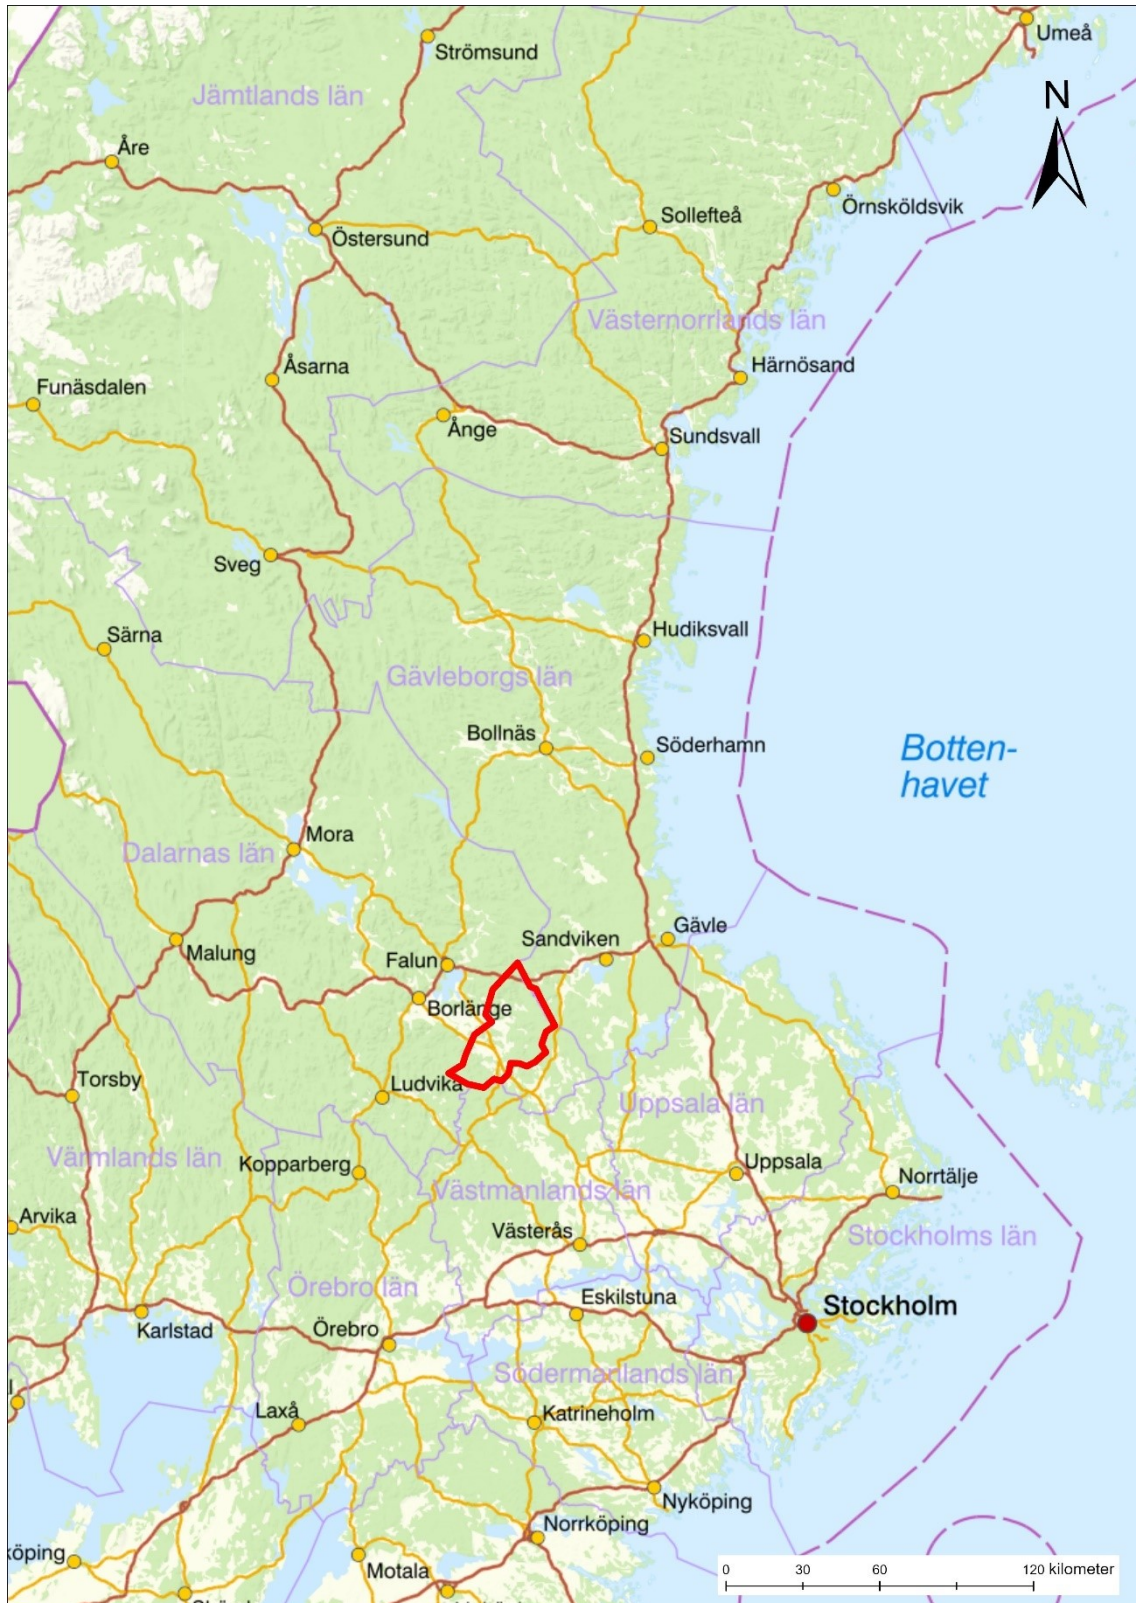 Umeå
Strömsund
Jämtlands län
N
Åre
Örnsköldsvik
Sollefteå
Östersund
Västernorrlands län
Härnösand
Åsarna
Funäsdalen
Ånge
Sundsvall
Sveg
Hudiksvall
Särna
Gävleborgs län
Bollnäs
Söderhamn
Botten-
havet
Mora
Dalarnas län
Gävle
Sandviken
Malung
Falun
Borlänge
Torsby
Ludvika
Uppsala län
Värmlands län
Kopparberg
Uppsala
Norrtälje
Västmanlands län
Arvika
Västerås
Stockholms län
Örebro län
Eskilstuna
Stockholm
Karlstad
Örebro
Södermanlands län
Laxå
Katrineholm
Nyköping
Norrköping
köping
Motala
0 30 60 120 kilometer